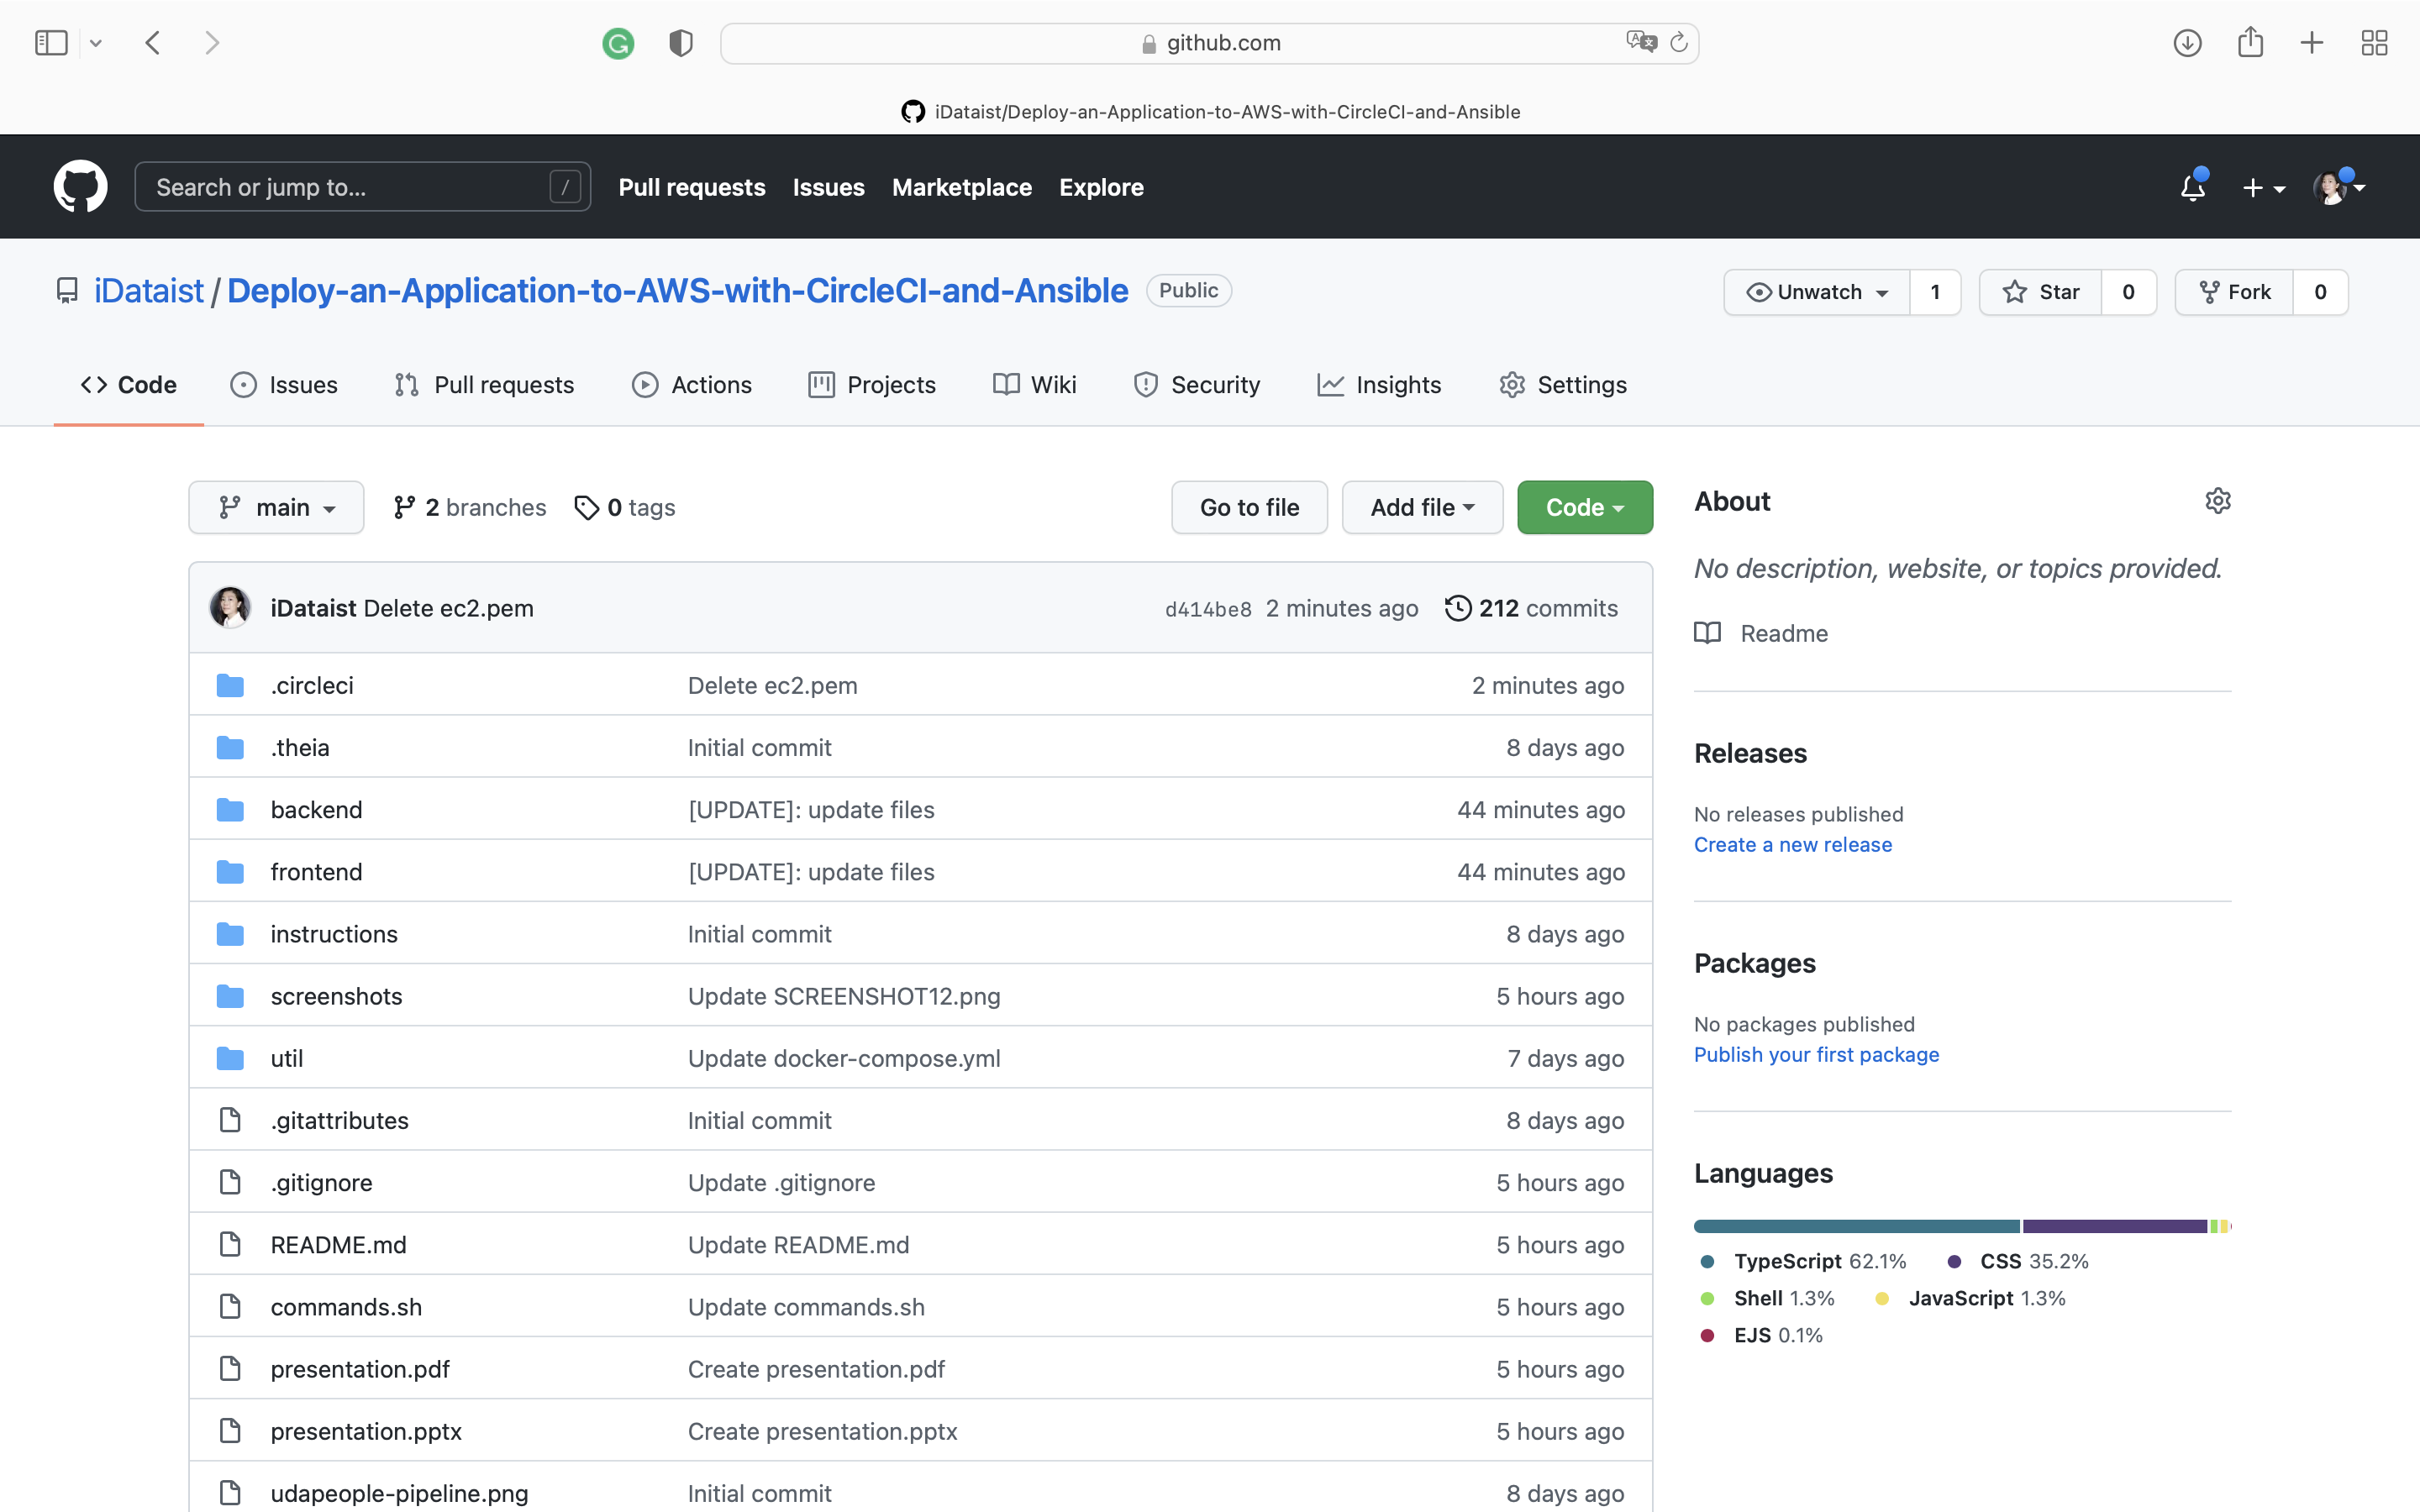 github.com
iDataist/Deploy-an-Application-to-AWS-with-CircleCI-and-Ansible
Search or jump to... /
Pull requests Issues Marketplace Explore
iDataist / Deploy-an-Application-to-AWS-with-CircleCI-and-Ansible Public
Unwatch 1 Star 0 Fork 0
Code Issues Pull requests Actions Projects Wiki Security Insights Settings
main 2 branches 0 tags Go to file Add file Code
iDataist Delete ec2.pem d414be8 2 minutes ago 212 commits
.circleci Delete ec2.pem 2 minutes ago
.theia Initial commit 8 days ago
backend [UPDATE]: update files 44 minutes ago
frontend [UPDATE]: update files 44 minutes ago
instructions Initial commit 8 days ago
screenshots Update SCREENSHOT12.png 5 hours ago
util Update docker-compose.yml 7 days ago
.gitattributes Initial commit 8 days ago
.gitignore Update .gitignore 5 hours ago
README.md Update README.md 5 hours ago
commands.sh Update commands.sh 5 hours ago
presentation.pdf Create presentation.pdf 5 hours ago
presentation.pptx Create presentation.pptx 5 hours ago
udapeople-pipeline.png Initial commit 8 days ago
About
No description, website, or topics provided.
Readme
Releases
No releases published
Create a new release
Packages
No packages published
Publish your first package
Languages
TypeScript 62.1% CSS 35.2%
Shell 1.3% JavaScript 1.3%
EJS 0.1%